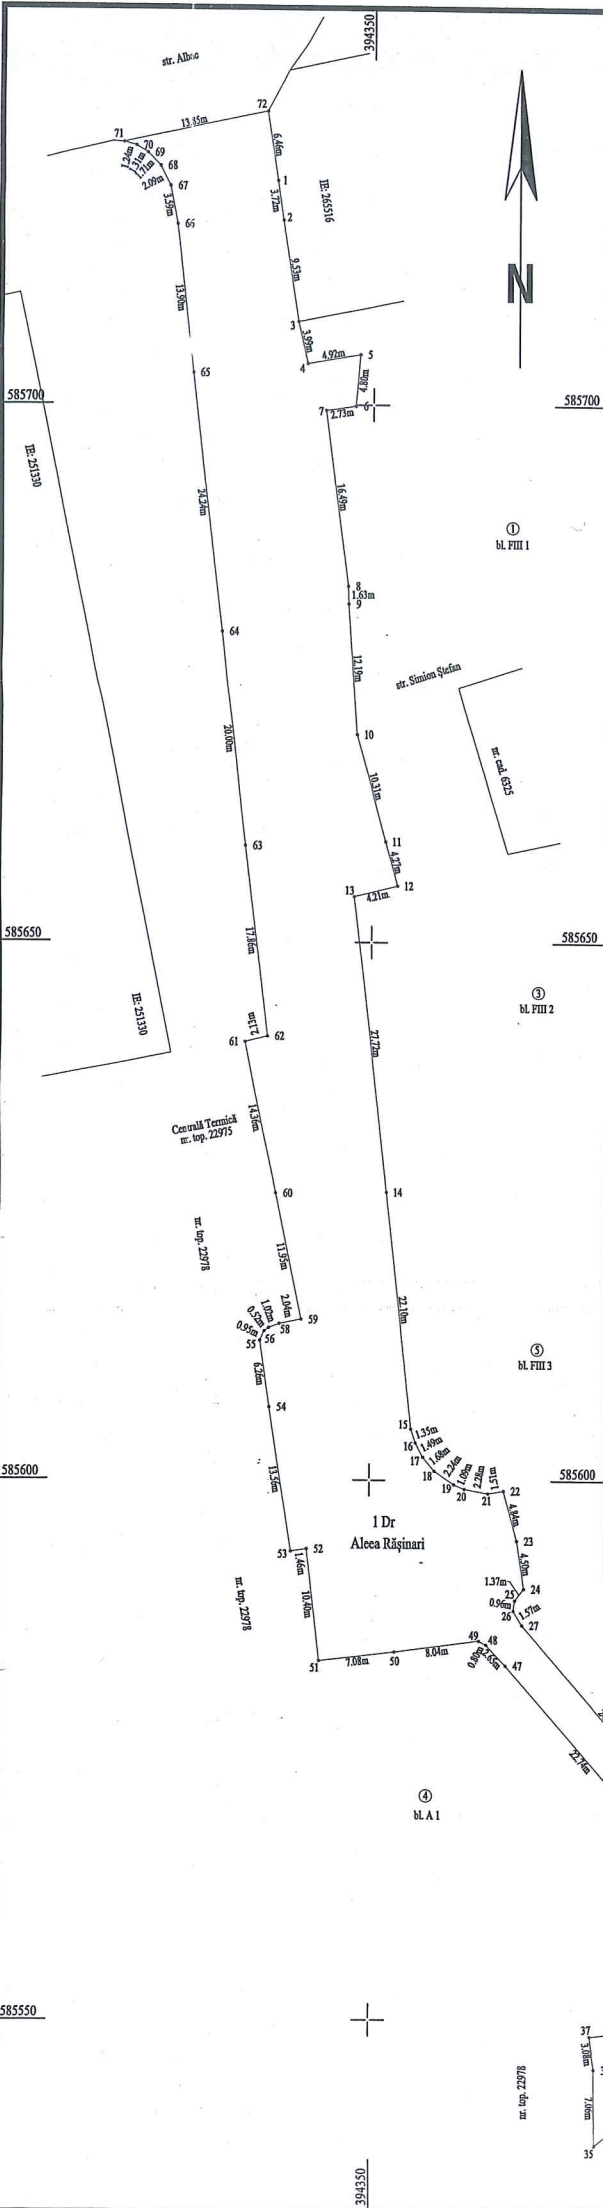 394350
str. Albac
72
13.85m
71
70
69
68
67
66
1.24m
1.31m
1.71m
2.09m
3.59m
6.46m
1
3.72m
2
IE: 265516
9.53m
13.90m
N
3
3.99m
4
4.92m
5
4.80m
65
6
7
2.73m
585700
585700
IE: 251330
24.24m
16.49m
①
bl. FIII 1
8
1.63m
9
64
12.19m
str. Simion Ștefan
20.00m
10
nr. cad. 6325
10.31m
63
11
4.27m
12
13
4.21m
585650
585650
17.86m
③
bl. FIII 2
IE: 251330
2.13m
61
62
27.72m
14.36m
Centrală Termică
nr. top. 22975
60
14
nr. top. 22978
11.95m
22.10m
2.04m
59
1.02m
58
0.52m
0.95m
56
55
⑤
bl. FIII 3
6.26m
54
15
1.35m
16
1.49m
17
1.68m
18
2.24m
19
1.09m
20
2.28m
21
1.51m
22
585600
585600
13.56m
4.84m
1 Dr
Aleea Rășinari
23
53
52
1.46m
4.50m
1.37m
24
25
0.96m
26
1.57m
27
nr. top. 22978
10.40m
49
48
0.80m
2.65m
47
51
7.08m
50
8.04m
22.74m
④
bl. A 1
585550
37
3.08m
7.06m
35
nr. top. 22978
394350